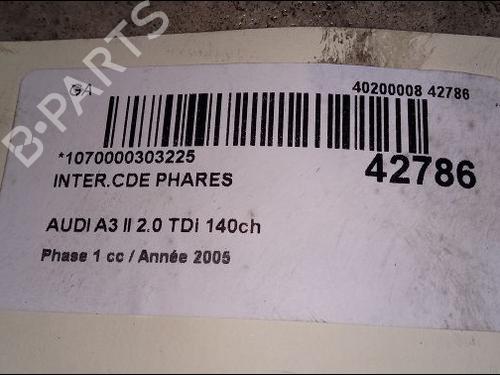 B-PARTS
GA
40200008 42786
*1070000303225
42786
INTER.CDE PHARES
AUDI A3 II 2.0 TDi 140ch
Phase 1 cc / Année 2005